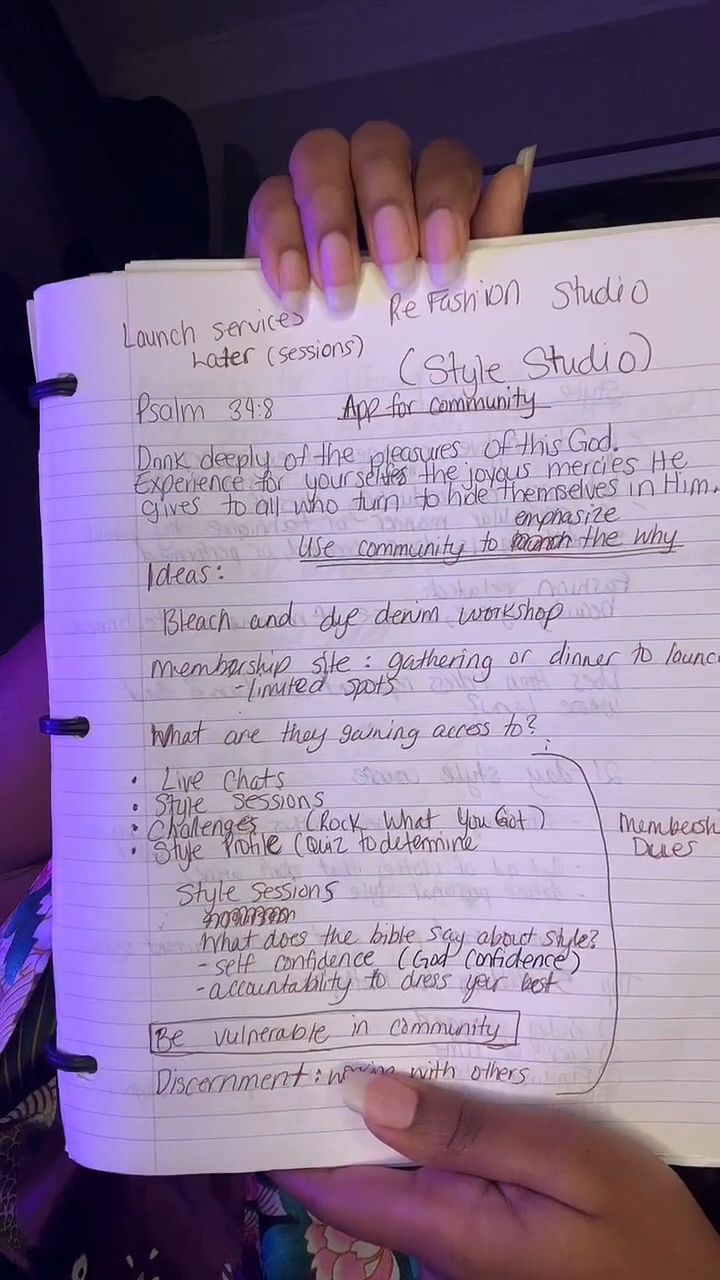 Launch services
Later (sessions)
ReFashion Studio
(Style Studio)
Psalm 34:8
App for community
Drink deeply of the pleasures of this God.
Experience for yourselves the joyous mercies He
gives to all who turn to hide themselves in Him.
emphasize
Use community to the why
Ideas:
Bleach and dye denim workshop
Membership site : gathering or dinner to launc
- limited spots
What are they gaining access to?
• Live Chats
• Style Sessions
• Challenges (Rock What You Got)
• Style Profile (Quiz to determine
Membersh
Dues
Style Sessions
What does the bible say about style?
- self confidence (God Confidence)
- accountability to dress your best
Be vulnerable in community
Discernment : with others